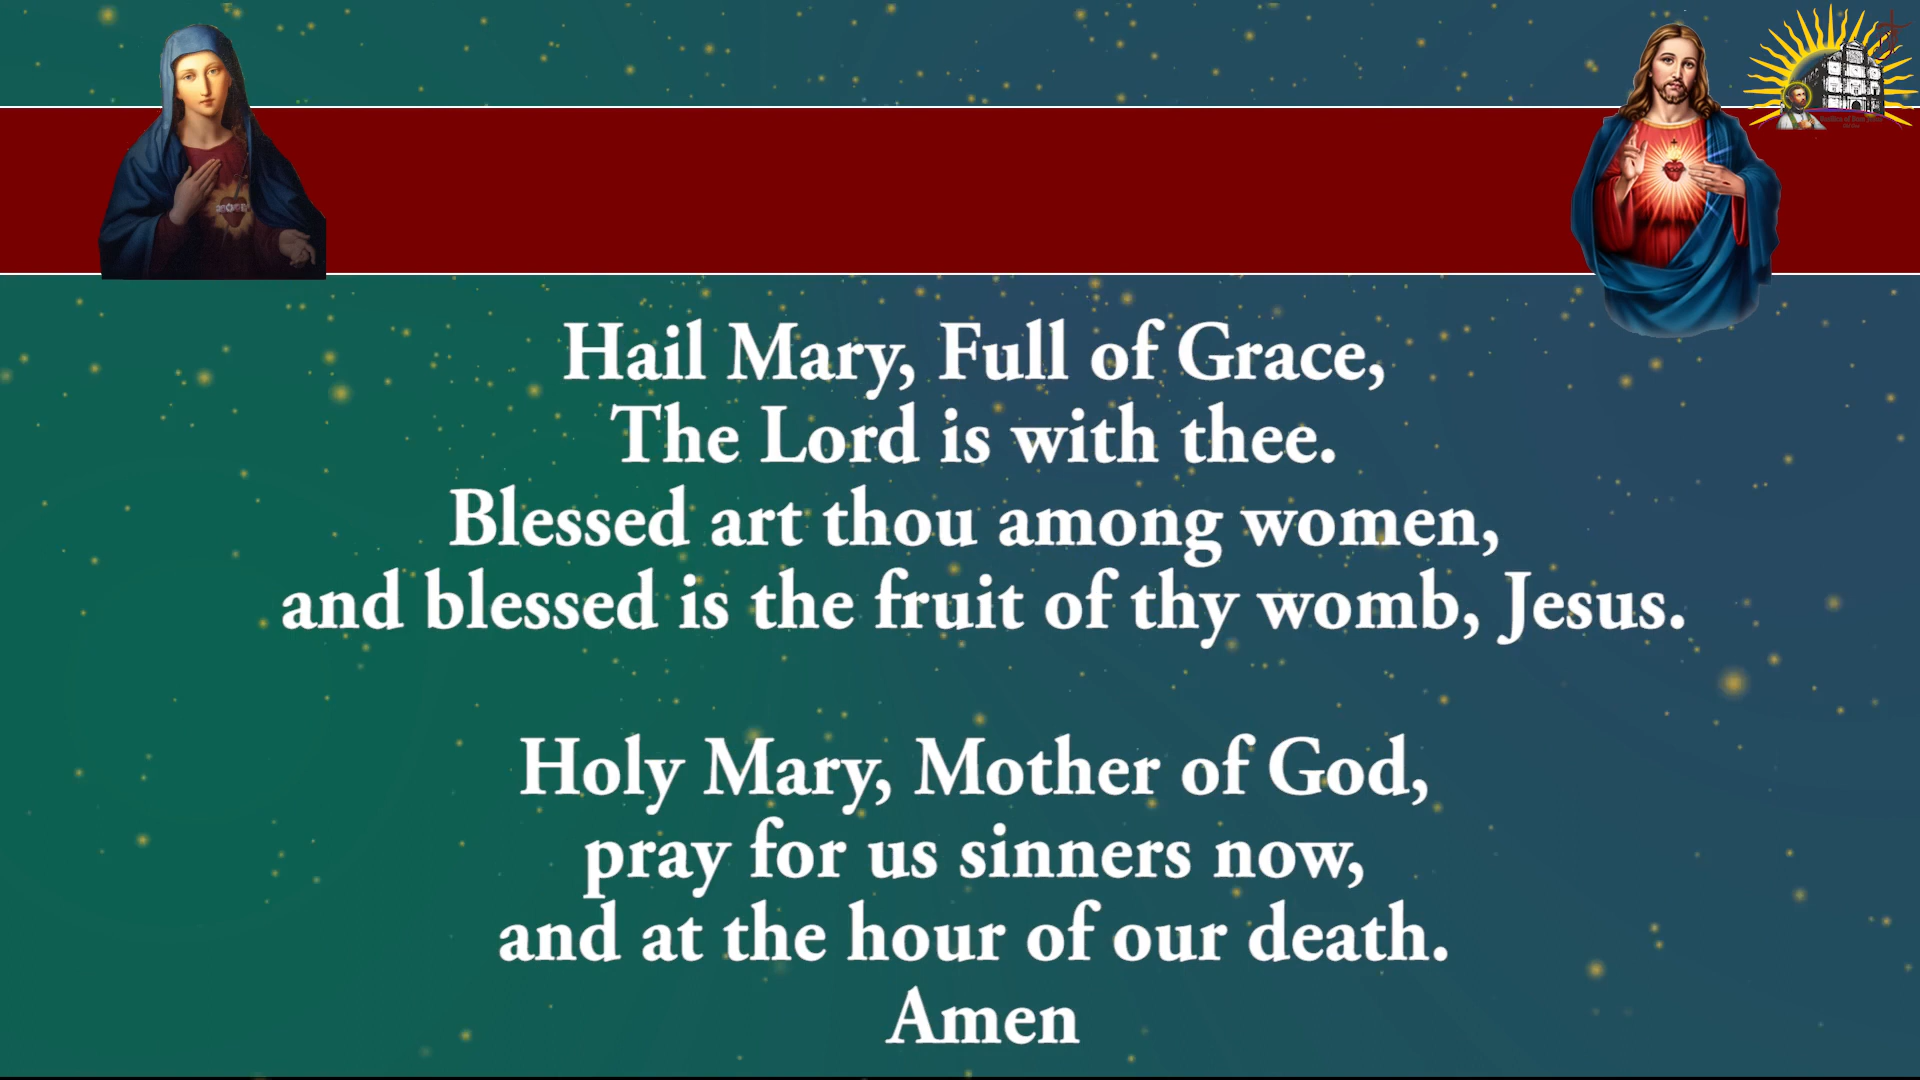 Hail Mary, Full of Grace,
The Lord is with thee.
Blessed art thou among women,
and blessed is the fruit of thy womb, Jesus.
Holy Mary, Mother of God,
pray for us sinners now,
and at the hour of our death.
Amen